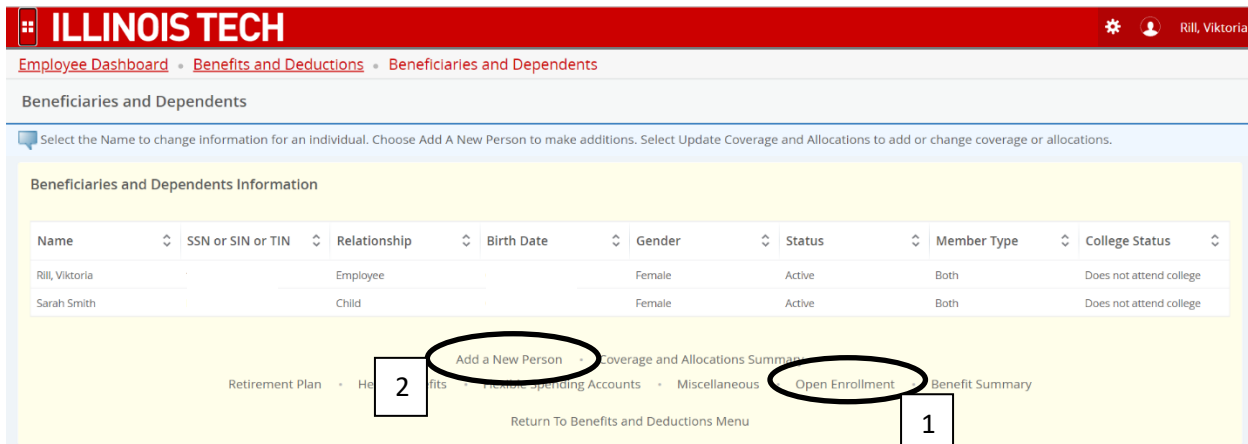 ILLINOIS TECH Rill, Viktoria
Employee Dashboard • Benefits and Deductions • Beneficiaries and Dependents
Beneficiaries and Dependents
Select the Name to change information for an individual. Choose Add A New Person to make additions. Select Update Coverage and Allocations to add or change coverage or allocations.
Beneficiaries and Dependents Information
Name SSN or SIN or TIN Relationship Birth Date Gender Status Member Type College Status
Rill, Viktoria Employee Female Active Both Does not attend college
Sarah Smith Child Female Active Both Does not attend college
Add a New Person • Coverage and Allocations Summary
2
Retirement Plan • • Spending Accounts • Miscellaneous Open Enrollment • Benefit Summary
Return To Benefits and Deductions Menu
1